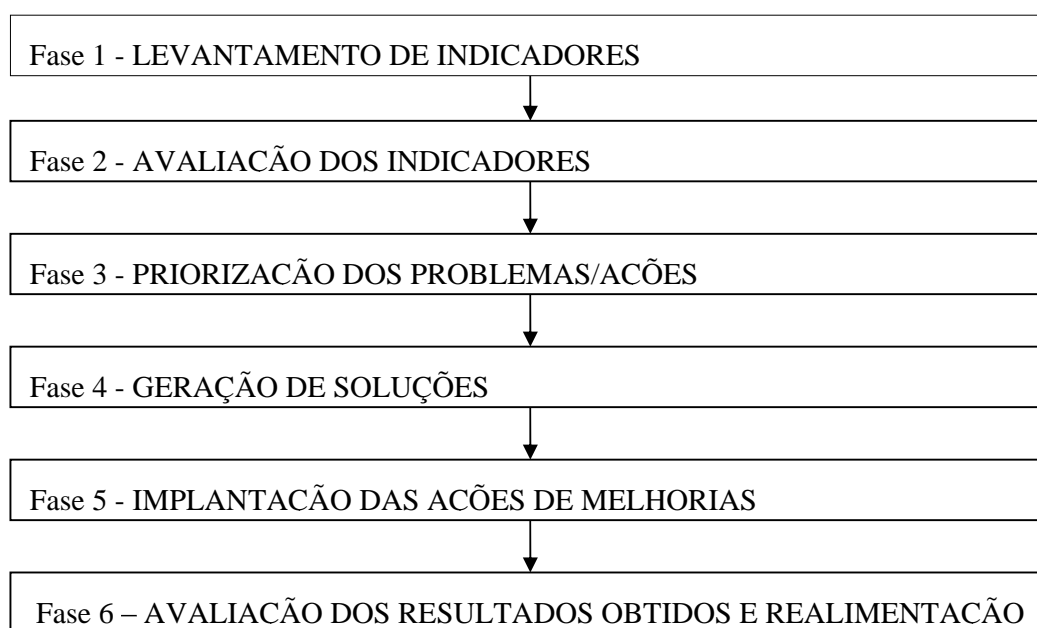 Fase 1 - LEVANTAMENTO DE INDICADORES
Fase 2 - AVALIACÃO DOS INDICADORES
Fase 3 - PRIORIZACÃO DOS PROBLEMAS/ACÕES
Fase 4 - GERAÇÃO DE SOLUÇÕES
Fase 5 - IMPLANTACÃO DAS ACÕES DE MELHORIAS
Fase 6 – AVALIACÃO DOS RESULTADOS OBTIDOS E REALIMENTACÃO